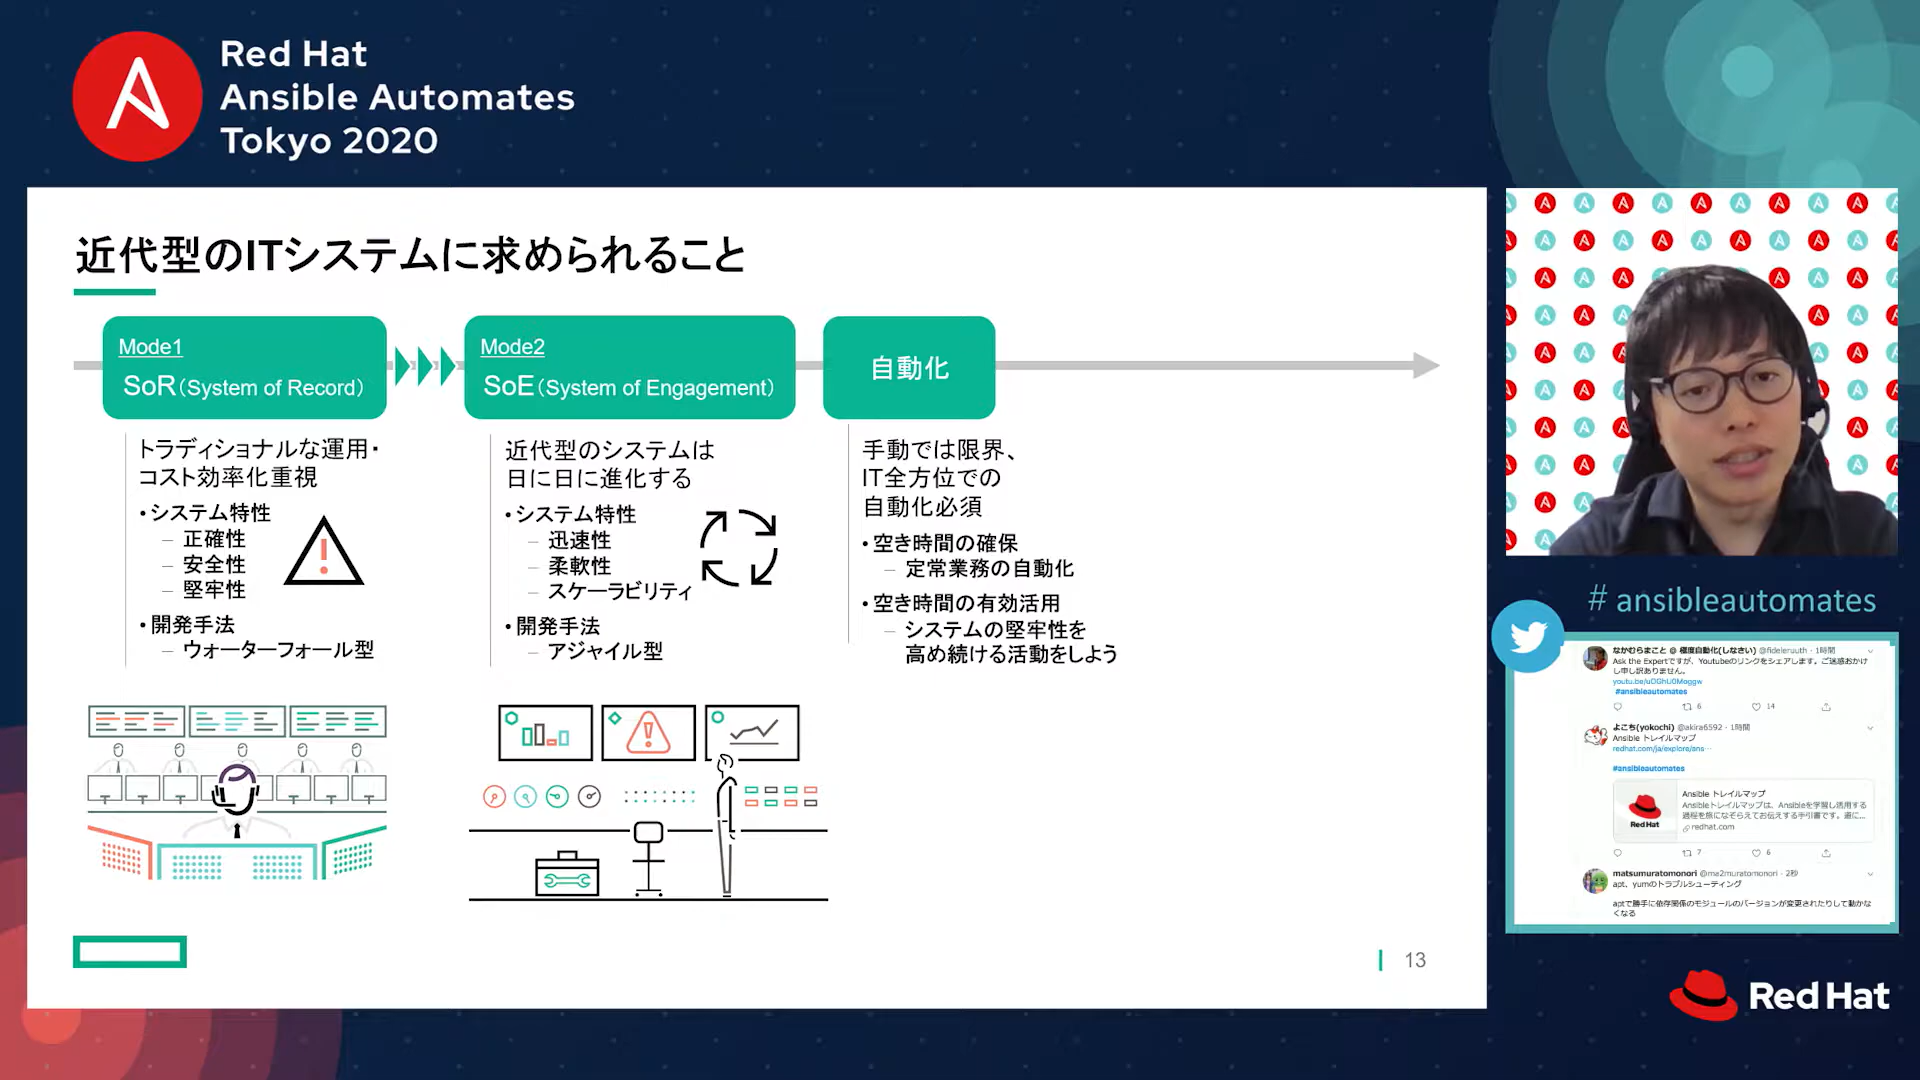 Red Hat
Ansible Automates
Tokyo 2020
近代型のITシステムに求められること
Mode1
SoR（System of Record）
Mode2
SoE（System of Engagement）
自動化
トラディショナルな運用・
コスト効率化重視
・システム特性
– 正確性
– 安全性
– 堅牢性
・開発手法
– ウォーターフォール型
近代型のシステムは
日に日に進化する
・システム特性
– 迅速性
– 柔軟性
– スケーラビリティ
・開発手法
– アジャイル型
手動では限界、
IT全方位での
自動化必須
・空き時間の確保
– 定常業務の自動化
・空き時間の有効活用
– システムの堅牢性を
高め続ける活動をしよう
13
# ansibleautomates
なかむらまこと @ 極度自動化(しなさい) @fideleruuth · 1時間
Ask the Expertですが、Youtubeのリンクをシェアします。ご迷惑おかけ
し申し訳ありません。
youtu.be/uOGhU0Moggw
#ansibleautomates
6
14
よこち(yokochi) @akira6592 · 1時間
Ansible トレイルマップ
redhat.com/ja/explore/ans…
#ansibleautomates
Red Hat
Ansible トレイルマップ
Ansibleトレイルマップは、Ansibleを学習し活用する
過程を旅になぞらえてお伝えする手引書です。道に...
redhat.com
7
6
matsumuratomonori @ma2muratomonori · 2秒
apt、yumのトラブルシューティング
aptで勝手に依存関係のモジュールのバージョンが変更されたりして動かな
くなる
Red Hat